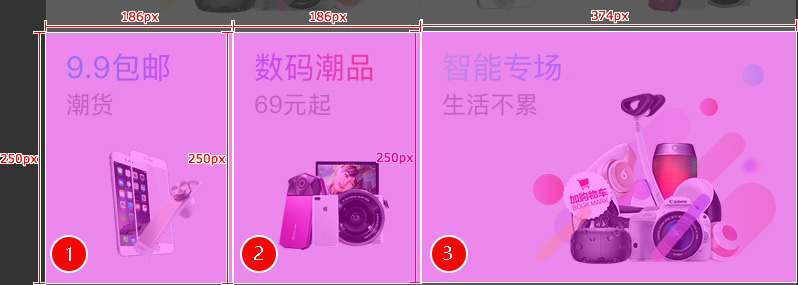 186px
186px
374px
9.9包邮
潮货
250px
250px
1
数码潮品
69元起
250px
2
智能专场
生活不累
加购物车
BOOK MARK
Canon
3